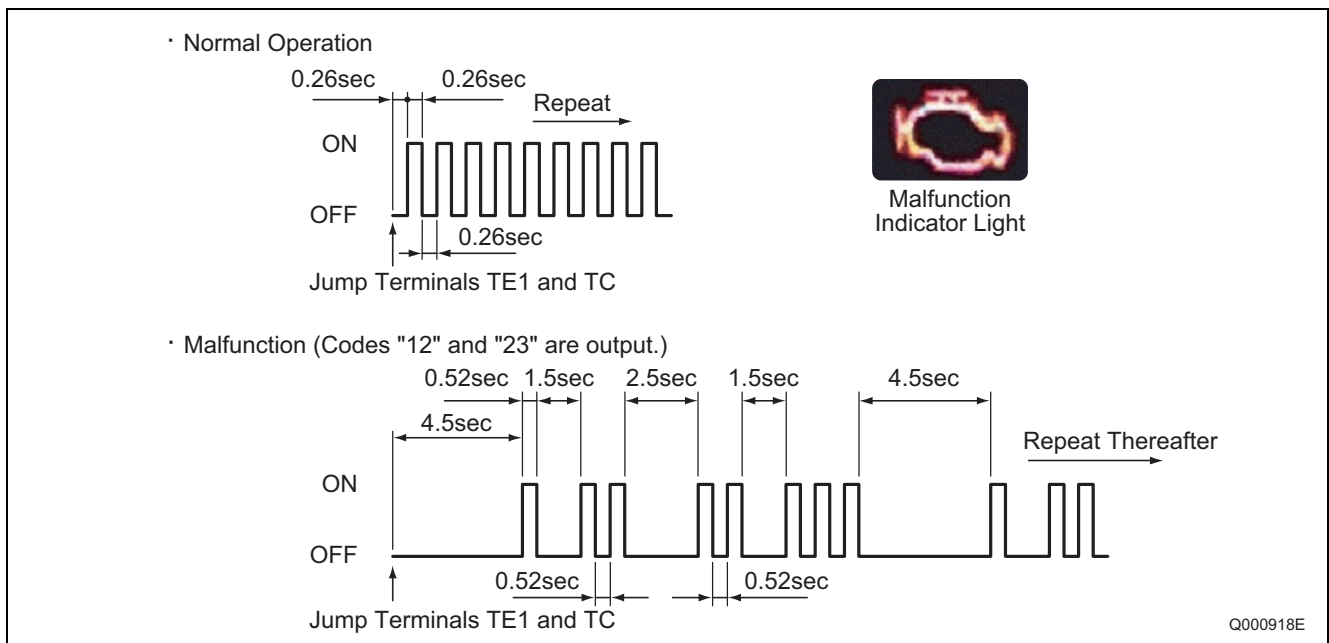 · Normal Operation
0.26sec 0.26sec
Repeat
ON
OFF
0.26sec
Jump Terminals TE1 and TC
Malfunction
Indicator Light
· Malfunction (Codes "12" and "23" are output.)
0.52sec 1.5sec 2.5sec 1.5sec 4.5sec
4.5sec
Repeat Thereafter
ON
OFF
0.52sec 0.52sec
Jump Terminals TE1 and TC
Q000918E